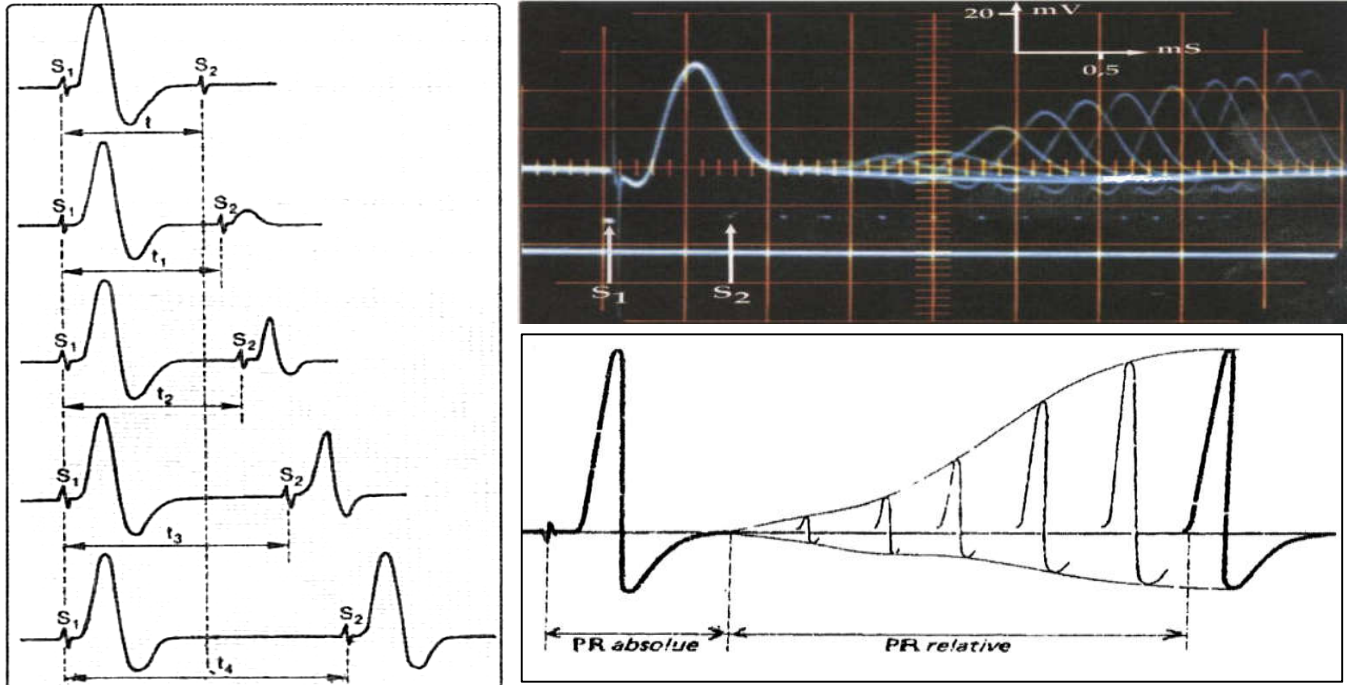 S1 S2
t
S1 S2
t1
S1 S2
t2
S1 S2
t3
S1 S2
t4
20 mV
mS
0,5
S1 S2
PR absolue PR relative